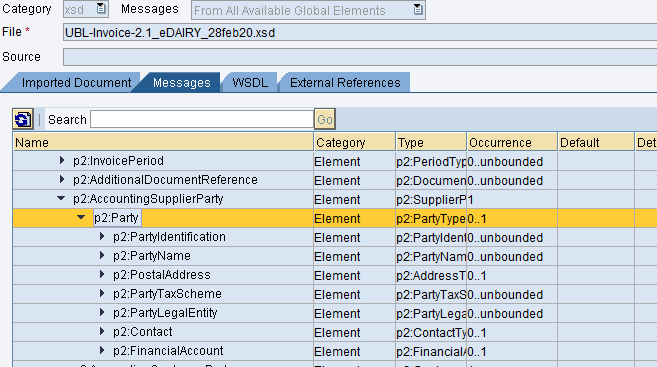 Category xsd Messages From All Available Global Elements
File * UBL-Invoice-2.1_eDAIRY_28feb20.xsd
Source
Imported Document Messages WSDL External References
Search Go
Name Category Type Occurrence Default Det
p2:InvoicePeriod Element p2:PeriodTyp 0..unbounded
p2:AdditionalDocumentReference Element p2:Documen 0..unbounded
p2:AccountingSupplierParty Element p2:SupplierP 1
p2:Party Element p2:PartyType 0..1
p2:PartyIdentification Element p2:PartyIdent 0..unbounded
p2:PartyName Element p2:PartyNam 0..unbounded
p2:PostalAddress Element p2:AddressT 0..1
p2:PartyTaxScheme Element p2:PartyTaxS 0..unbounded
p2:PartyLegalEntity Element p2:PartyLega 0..unbounded
p2:Contact Element p2:ContactTy 0..1
p2:FinancialAccount Element p2:FinancialA 0..1